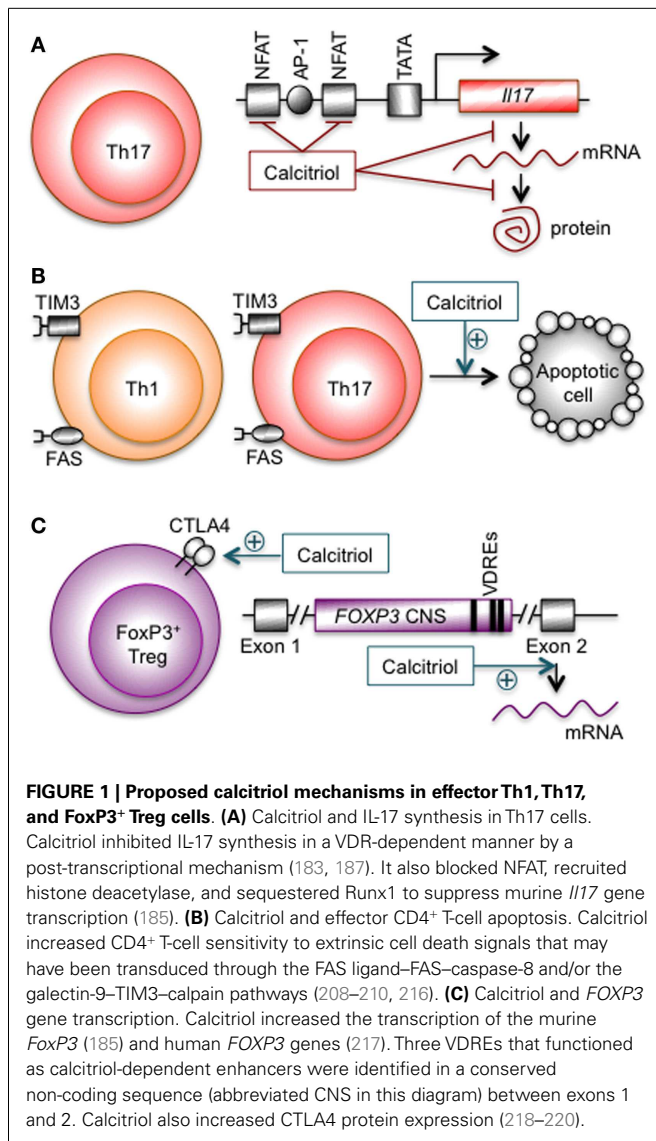 A
NFAT
AP-1
NFAT
TATA
Il17
Th17
Calcitriol
mRNA
protein
B
TIM3
TIM3
Calcitriol
+
Th1
Th17
Apoptotic
cell
FAS
FAS
C
CTLA4
+
Calcitriol
VDREs
FoxP3+
Treg
FOXP3 CNS
Exon 1
Exon 2
Calcitriol
+
mRNA
FIGURE 1 | Proposed calcitriol mechanisms in effector Th1, Th17,
and FoxP3+ Treg cells. (A) Calcitriol and IL-17 synthesis in Th17 cells.
Calcitriol inhibited IL-17 synthesis in a VDR-dependent manner by a
post-transcriptional mechanism (183, 187). It also blocked NFAT, recruited
histone deacetylase, and sequestered Runx1 to suppress murine Il17 gene
transcription (185). (B) Calcitriol and effector CD4+ T-cell apoptosis. Calcitriol
increased CD4+ T-cell sensitivity to extrinsic cell death signals that may
have been transduced through the FAS ligand–FAS–caspase-8 and/or the
galectin-9–TIM3–calpain pathways (208–210, 216). (C) Calcitriol and FOXP3
gene transcription. Calcitriol increased the transcription of the murine
FoxP3 (185) and human FOXP3 genes (217). Three VDREs that functioned
as calcitriol-dependent enhancers were identified in a conserved
non-coding sequence (abbreviated CNS in this diagram) between exons 1
and 2. Calcitriol also increased CTLA4 protein expression (218–220).